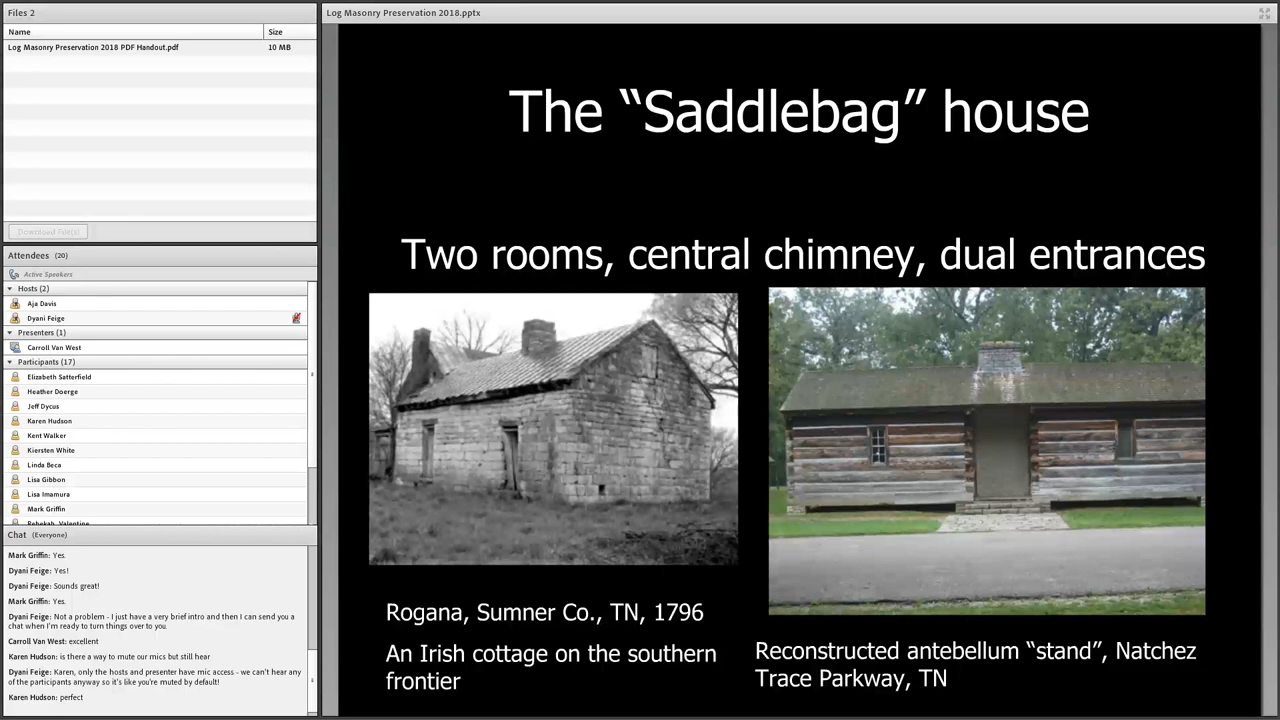 Files 2
Name Size
Log Masonry Preservation 2018 PDF Handout.pdf 10 MB
Download File(s)
Attendees (20)
Active Speakers
Hosts (2)
Aja Davis
Dyani Feige
Presenters (1)
Carroll Van West
Participants (17)
Elizabeth Satterfield
Heather Doerge
Jeff Dycus
Karen Hudson
Kent Walker
Kiersten White
Linda Beca
Lisa Gibbon
Lisa Imamura
Mark Griffin
Rebekah, Valentine
Chat (Everyone)
Mark Griffin: Yes.
Dyani Feige: Yes!
Dyani Feige: Sounds great!
Mark Griffin: Yes.
Dyani Feige: Not a problem - I just have a very brief intro and then I can send you a
chat when I'm ready to turn things over to you.
Carroll Van West: excellent
Karen Hudson: is there a way to mute our mics but still hear
Dyani Feige: Karen, only the hosts and presenter have mic access - we can't hear any
of the participants anyway so it's like you're muted by default!
Karen Hudson: perfect
Log Masonry Preservation 2018.pptx
The “Saddlebag” house
Two rooms, central chimney, dual entrances
Rogana, Sumner Co., TN, 1796
An Irish cottage on the southern
frontier
Reconstructed antebellum “stand”, Natchez
Trace Parkway, TN